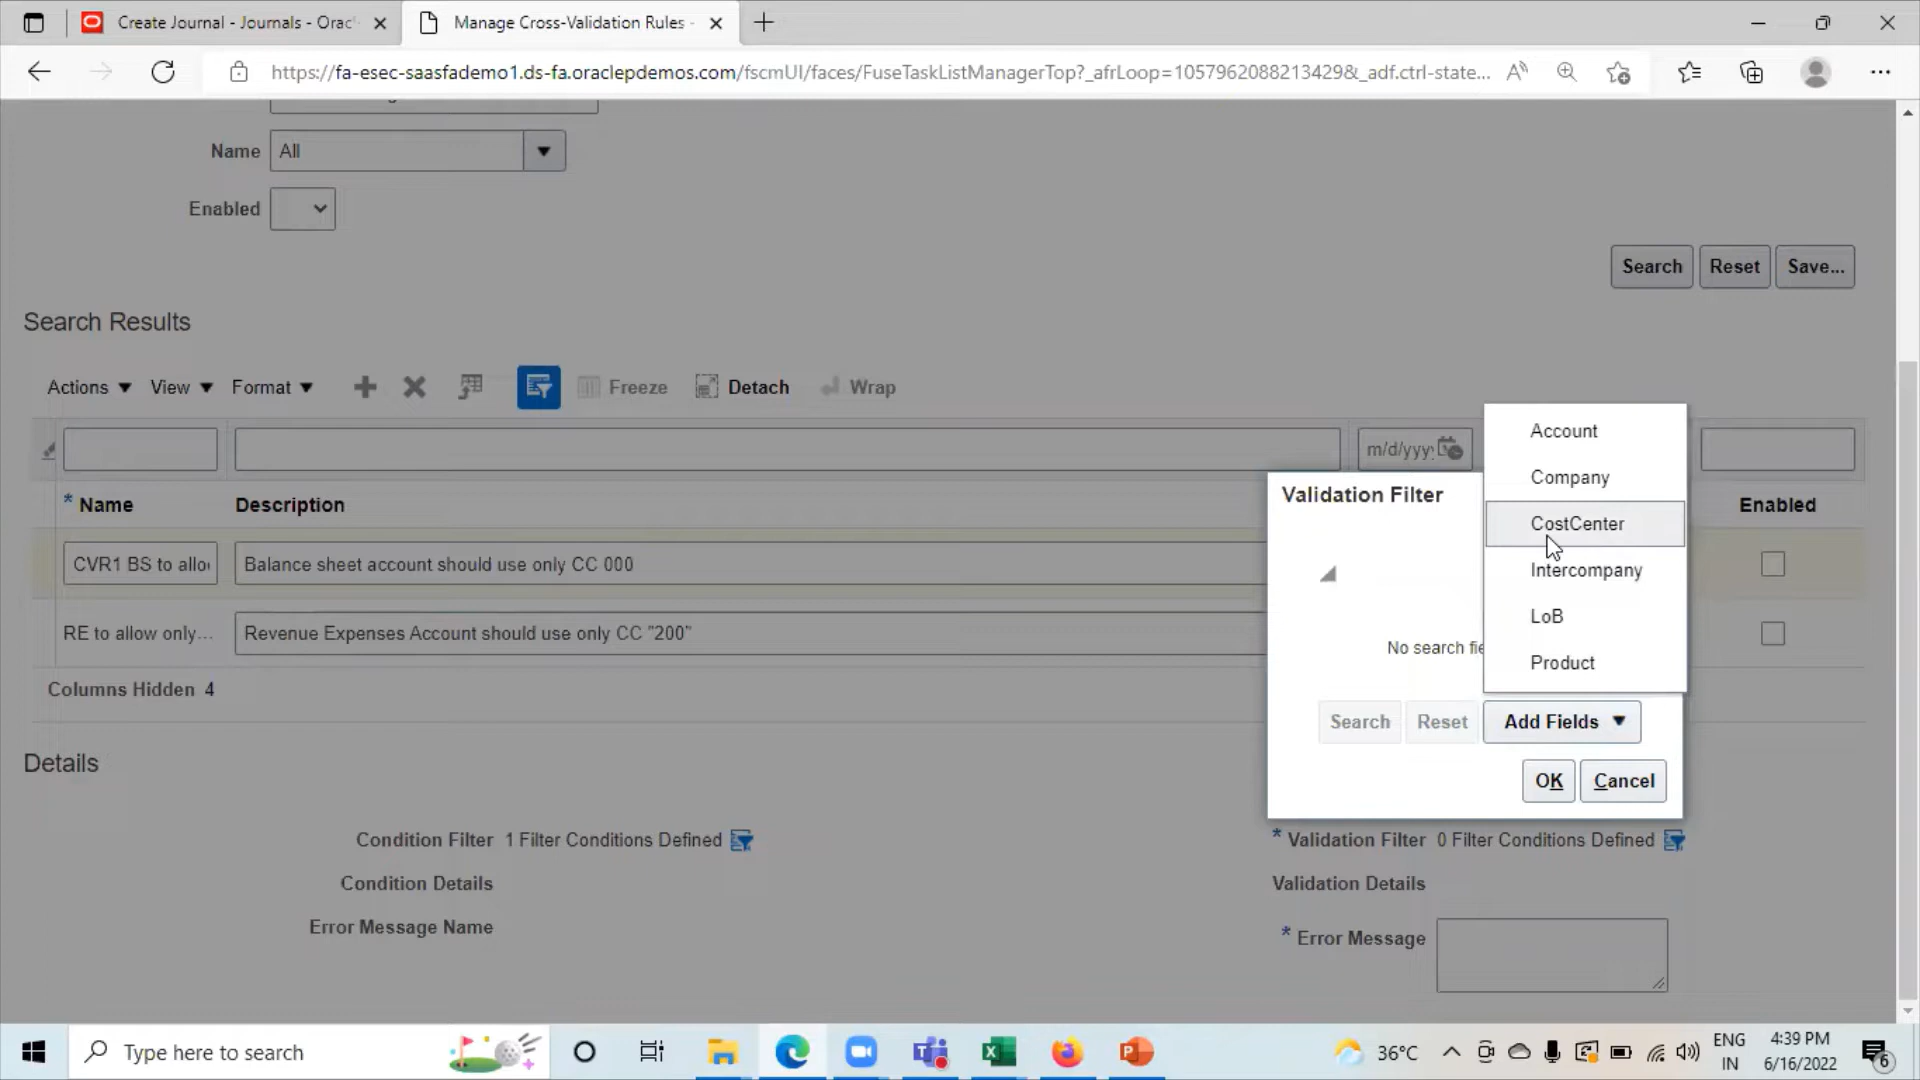 Create Journal - Journals - Orac
Manage Cross-Validation Rules -
https://fa-esec-saasfademo1.ds-fa.oraclepdemos.com/fscmUI/faces/FuseTaskListManagerTop?_afrLoop=1057962088213429&_adf.ctrl-state...
Name All
Enabled
Search Reset Save...
Search Results
Actions View Format Freeze Detach Wrap
m/d/yyy
* Name Description Enabled
CVR1 BS to allo Balance sheet account should use only CC 000
RE to allow only... Revenue Expenses Account should use only CC "200"
Columns Hidden 4
Validation Filter
No search fie
Account
Company
CostCenter
Intercompany
LoB
Product
Search Reset Add Fields
OK Cancel
Details
Condition Filter 1 Filter Conditions Defined
Condition Details
Error Message Name
* Validation Filter 0 Filter Conditions Defined
Validation Details
* Error Message
Type here to search
36°C
ENG
IN
4:39 PM
6/16/2022
6